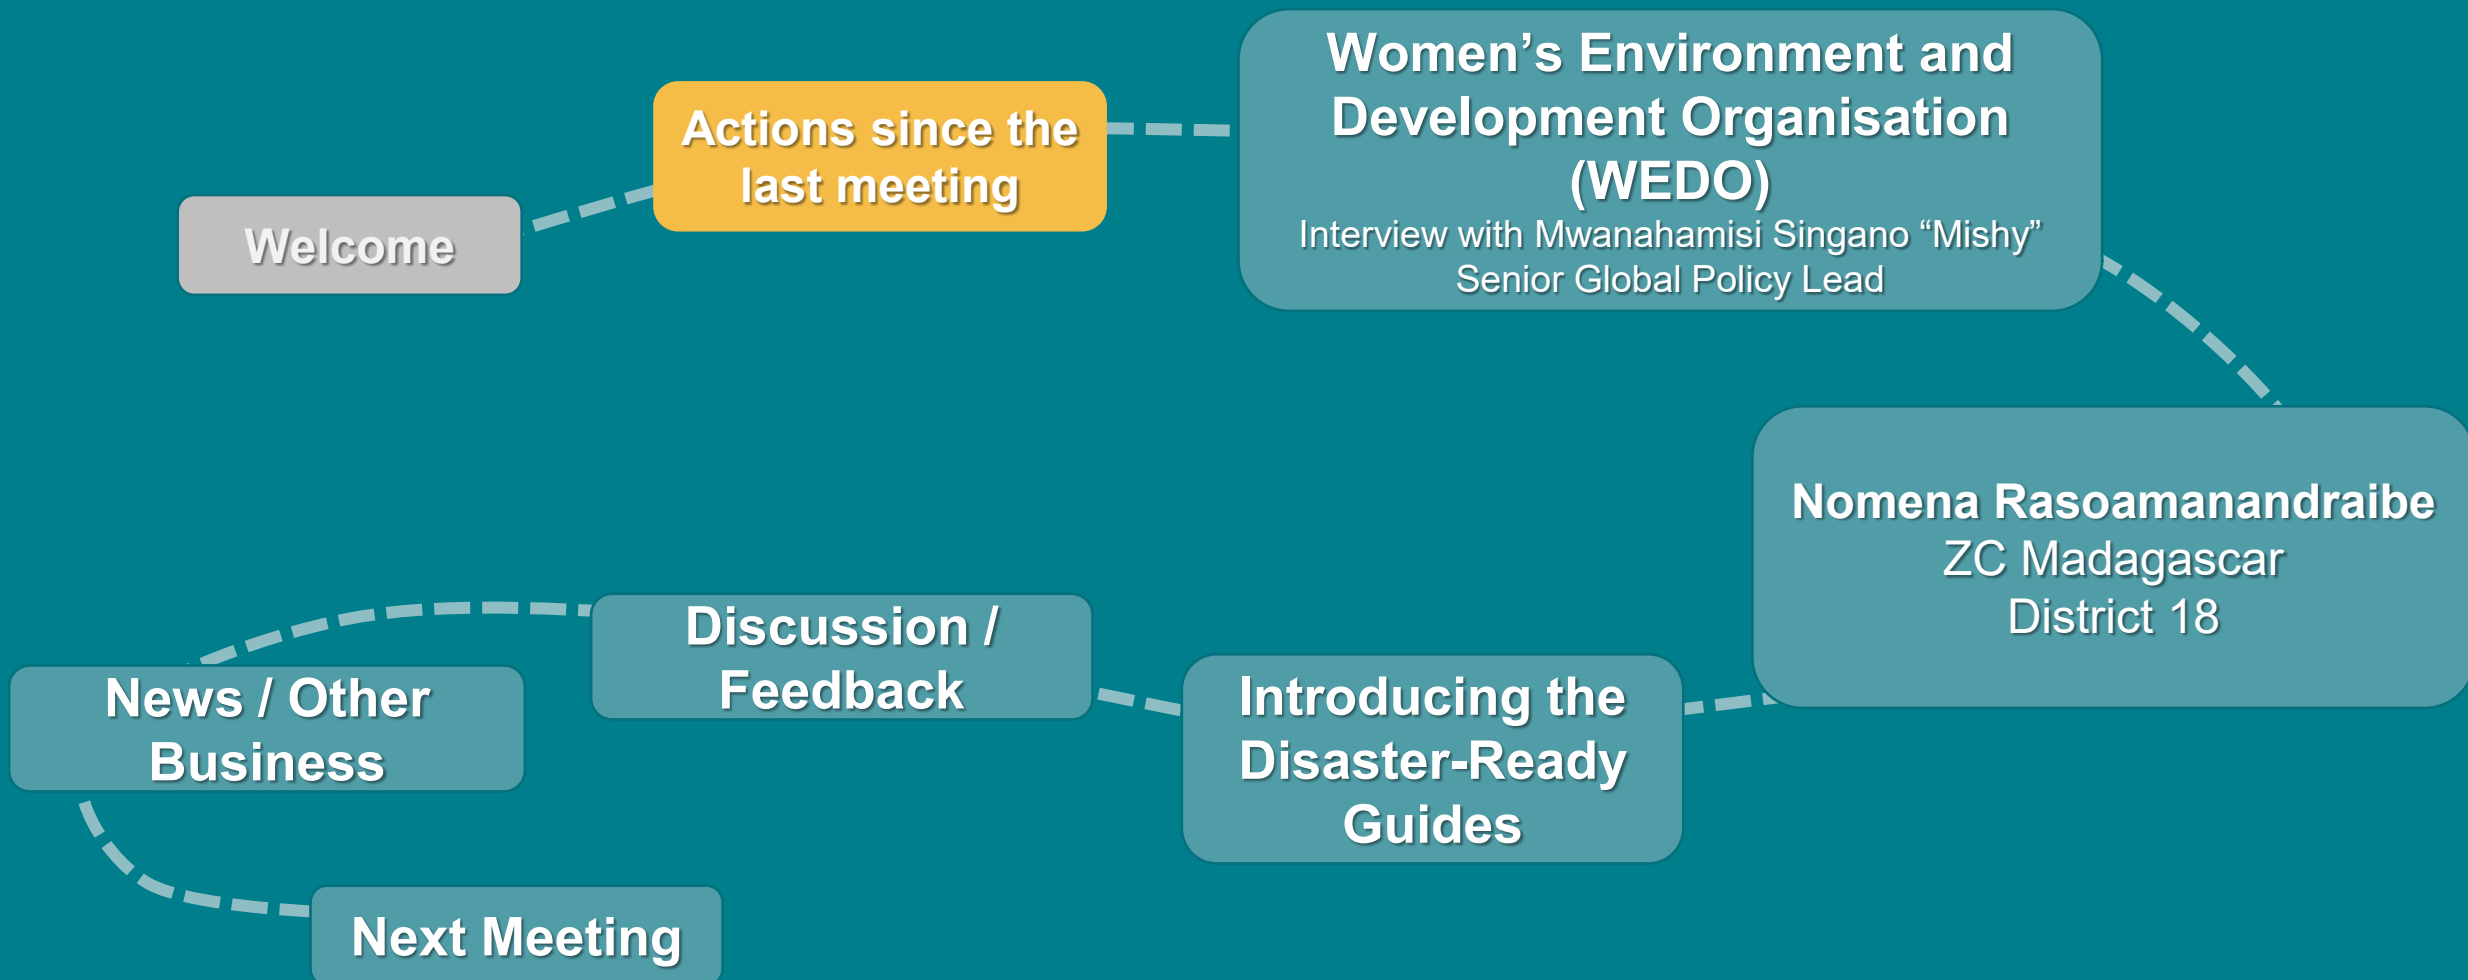 Welcome
Actions since the
last meeting
Women’s Environment and
Development Organisation
(WEDO)
Interview with Mwanahamisi Singano “Mishy”
Senior Global Policy Lead
Nomena Rasoamanandraibe
ZC Madagascar
District 18
Introducing the
Disaster-Ready
Guides
Discussion /
Feedback
News / Other
Business
Next Meeting